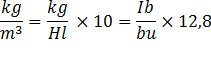 kg/m³ = kg/Hl × 10 = Ib/bu × 12,8